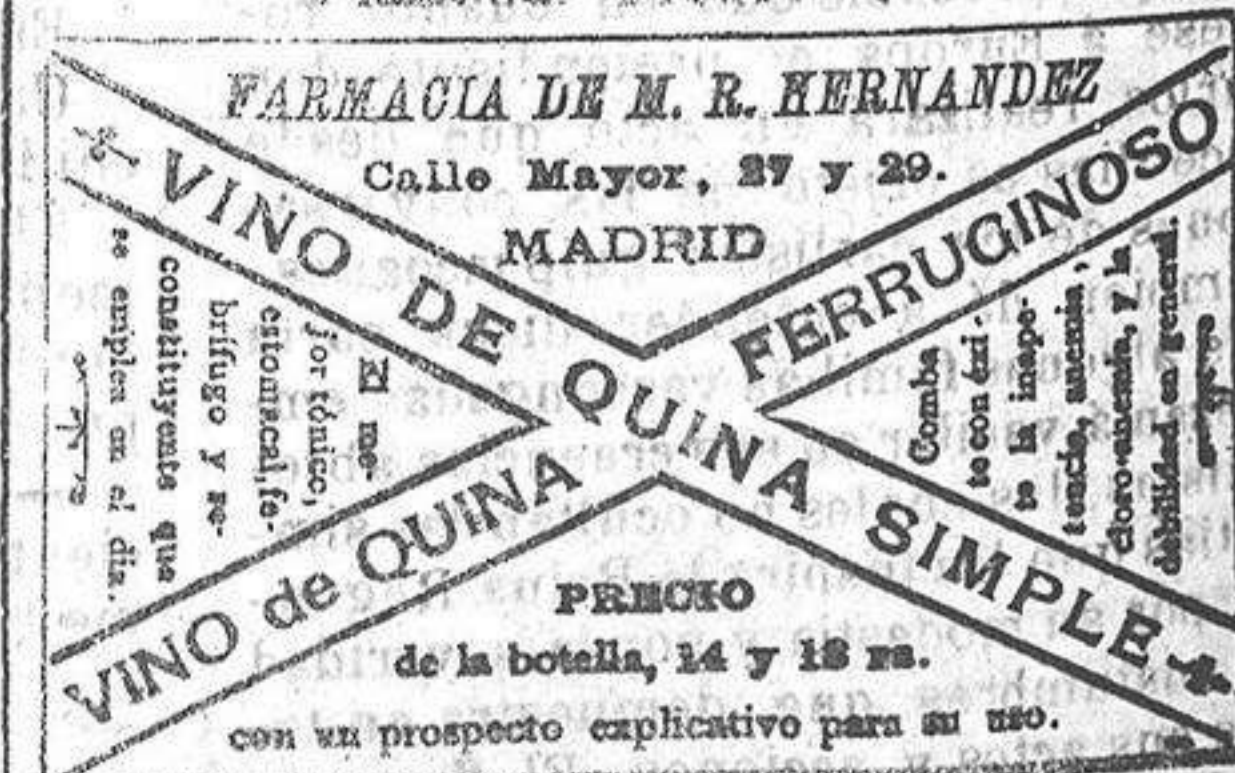 FARMACIA DE M. R. HERNANDEZ
Calle Mayor, 27 y 29.
MADRID
VINO DE QUINA SIMPLE
VINO de QUINA FERRUGINOSO
El me-
jor tónico,
estomacal, fe-
brífugo y re-
constituyente que
se emplea en el dia.
Comba
te con éxi-
to la inape-
tencia, anemia,
cloro-anemia, y la
debilidad en general.
PRECIO
de la botella, 14 y 18 rs.
con un prospecto explicativo para su uso.